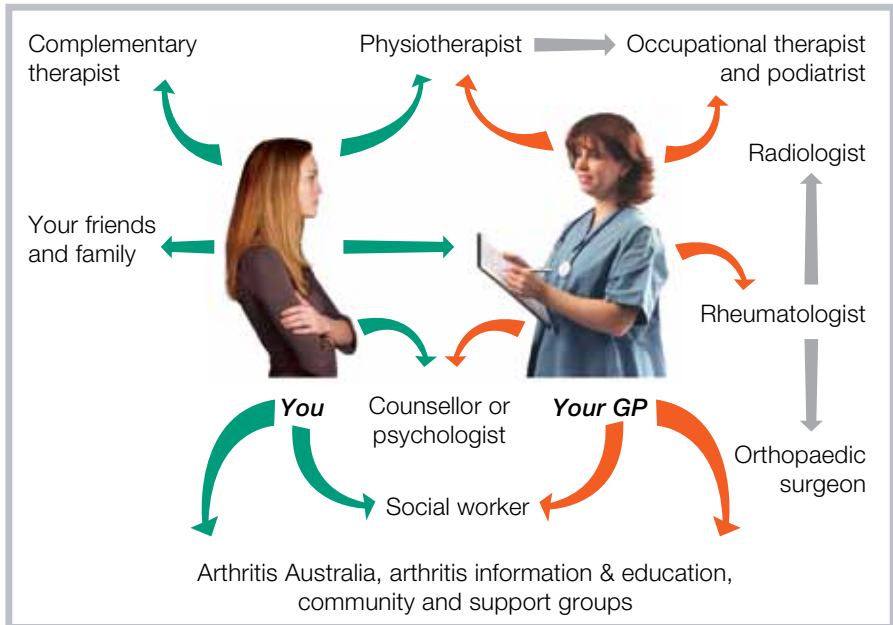 Complementary
therapist
Physiotherapist
Occupational therapist
and podiatrist
Radiologist
Your friends
and family
Rheumatologist
You
Counsellor or
psychologist
Your GP
Orthopaedic
surgeon
Social worker
Arthritis Australia, arthritis information & education,
community and support groups